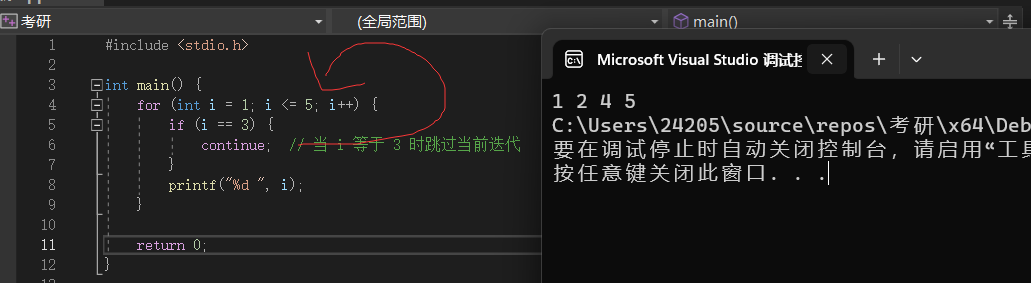 考研
(全局范围)
main()
1 #include <stdio.h>
2
3 int main() {
4 for (int i = 1; i <= 5; i++) {
5 if (i == 3) {
6 continue; // 当 i 等于 3 时跳过当前迭代
7 }
8 printf("%d ", i);
9 }
10
11 return 0;
12 }
Microsoft Visual Studio 调试控
1 2 4 5
C:\Users\24205\source\repos\考研\x64\Deb
要在调试停止时自动关闭控制台，请启用“工具
按任意键关闭此窗口. . .